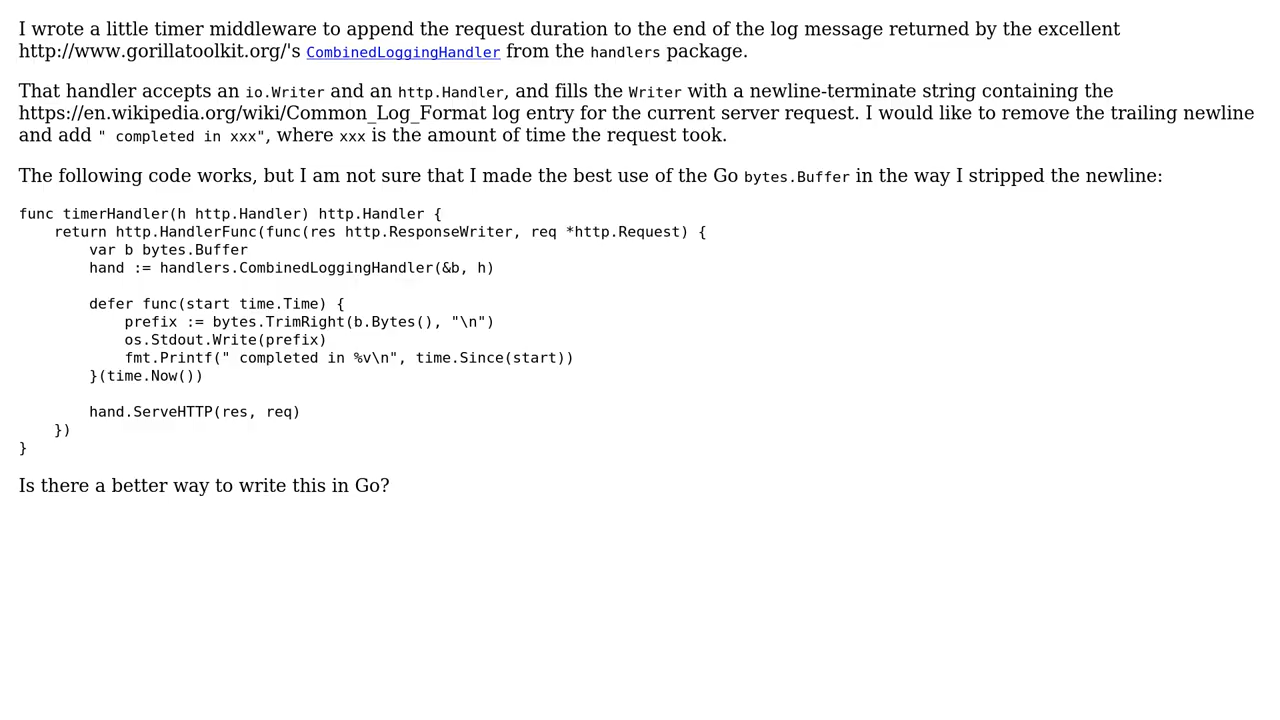 I wrote a little timer middleware to append the request duration to the end of the log message returned by the excellent
http://www.gorillatoolkit.org/'s CombinedLoggingHandler from the handlers package.
That handler accepts an io.Writer and an http.Handler, and fills the Writer with a newline-terminate string containing the
https://en.wikipedia.org/wiki/Common_Log_Format log entry for the current server request. I would like to remove the trailing newline
and add " completed in xxx", where xxx is the amount of time the request took.
The following code works, but I am not sure that I made the best use of the Go bytes.Buffer in the way I stripped the newline:
func timerHandler(h http.Handler) http.Handler {
    return http.HandlerFunc(func(res http.ResponseWriter, req *http.Request) {
        var b bytes.Buffer
        hand := handlers.CombinedLoggingHandler(&b, h)
        defer func(start time.Time) {
            prefix := bytes.TrimRight(b.Bytes(), "\n")
            os.Stdout.Write(prefix)
            fmt.Printf(" completed in %v\n", time.Since(start))
        }(time.Now())
        hand.ServeHTTP(res, req)
    })
}
Is there a better way to write this in Go?